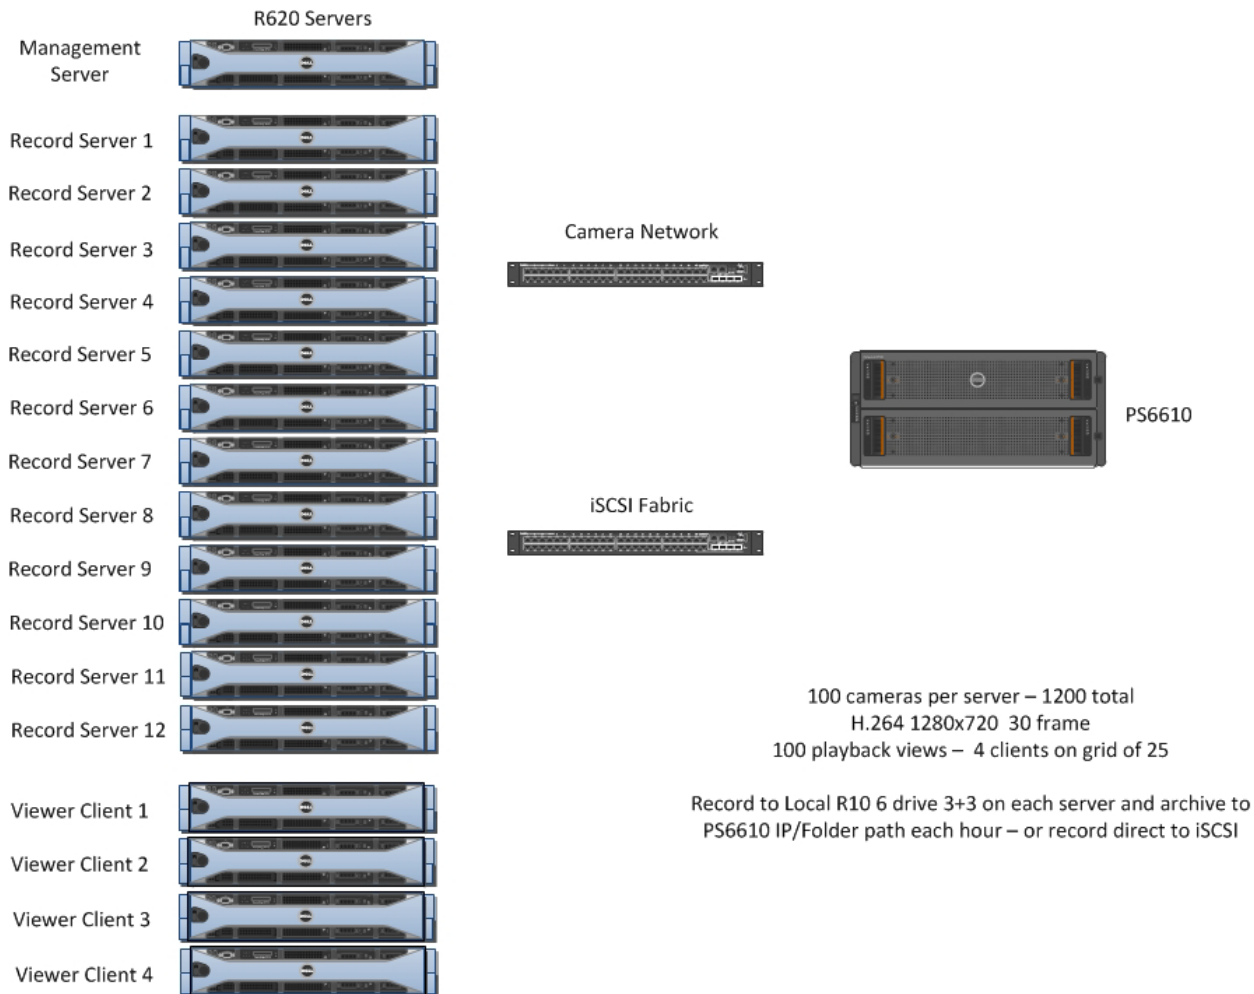 R620 Servers
Management
Server
Record Server 1
Record Server 2
Record Server 3
Record Server 4
Record Server 5
Record Server 6
Record Server 7
Record Server 8
Record Server 9
Record Server 10
Record Server 11
Record Server 12
Viewer Client 1
Viewer Client 2
Viewer Client 3
Viewer Client 4
Camera Network
iSCSI Fabric
PS6610
100 cameras per server – 1200 total
H.264 1280x720 30 frame
100 playback views – 4 clients on grid of 25
Record to Local R10 6 drive 3+3 on each server and archive to
PS6610 IP/Folder path each hour – or record direct to iSCSI